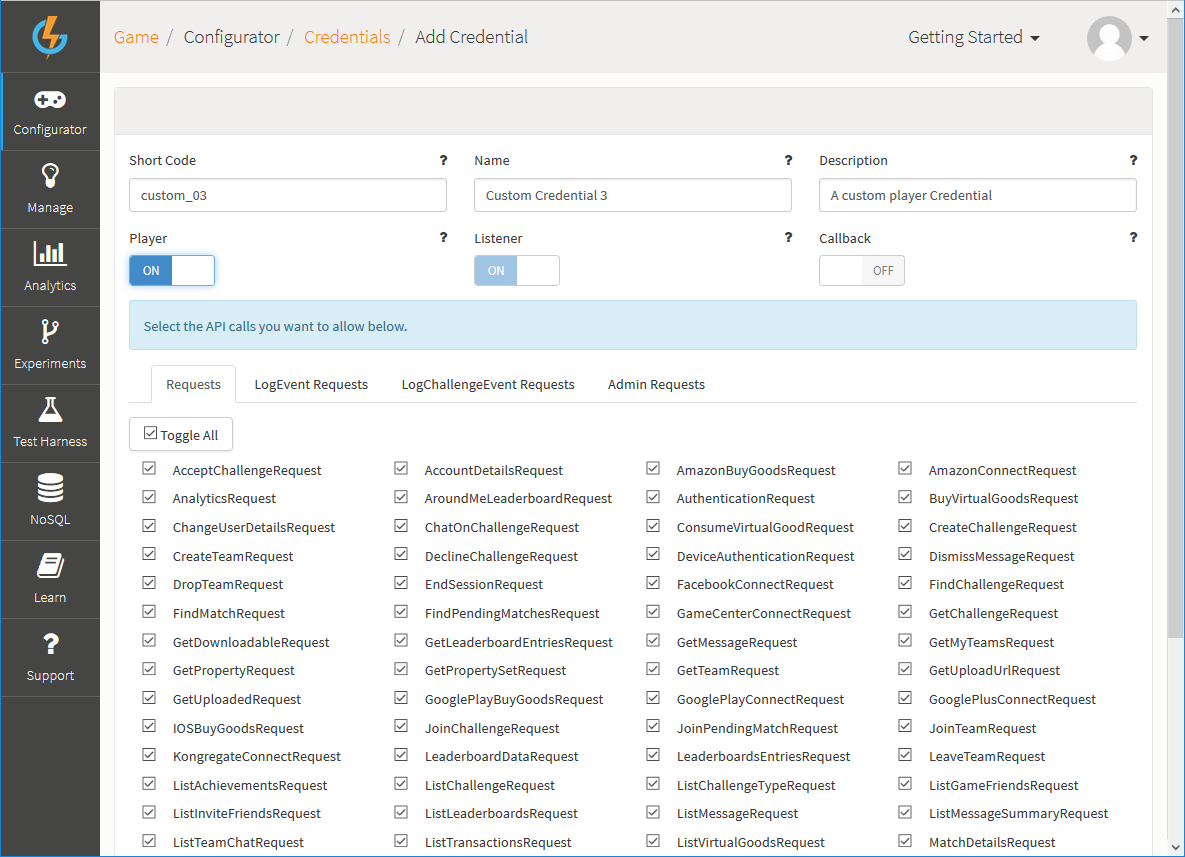 Game / Configurator / Credentials / Add Credential
Getting Started
Configurator
Manage
Analytics
Experiments
Test Harness
NoSQL
Learn
? Support
Short Code ? Name ? Description ?
custom_03 Custom Credential 3 A custom player Credential
Player ? Listener ? Callback ?
ON ON OFF
Select the API calls you want to allow below.
Requests LogEvent Requests LogChallengeEvent Requests Admin Requests
Toggle All
AcceptChallengeRequest AccountDetailsRequest AmazonBuyGoodsRequest AmazonConnectRequest
AnalyticsRequest AroundMeLeaderboardRequest AuthenticationRequest BuyVirtualGoodsRequest
ChangeUserDetailsRequest ChatOnChallengeRequest ConsumeVirtualGoodRequest CreateChallengeRequest
CreateTeamRequest DeclineChallengeRequest DeviceAuthenticationRequest DismissMessageRequest
DropTeamRequest EndSessionRequest FacebookConnectRequest FindChallengeRequest
FindMatchRequest FindPendingMatchesRequest GameCenterConnectRequest GetChallengeRequest
GetDownloadableRequest GetLeaderboardEntriesRequest GetMessageRequest GetMyTeamsRequest
GetPropertyRequest GetPropertySetRequest GetTeamRequest GetUploadUrlRequest
GetUploadedRequest GooglePlayBuyGoodsRequest GooglePlayConnectRequest GooglePlusConnectRequest
IOSBuyGoodsRequest JoinChallengeRequest JoinPendingMatchRequest JoinTeamRequest
KongregateConnectRequest LeaderboardDataRequest LeaderboardsEntriesRequest LeaveTeamRequest
ListAchievementsRequest ListChallengeRequest ListChallengeTypeRequest ListGameFriendsRequest
ListInviteFriendsRequest ListLeaderboardsRequest ListMessageRequest ListMessageSummaryRequest
ListTeamChatRequest ListTransactionsRequest ListVirtualGoodsRequest MatchDetailsRequest